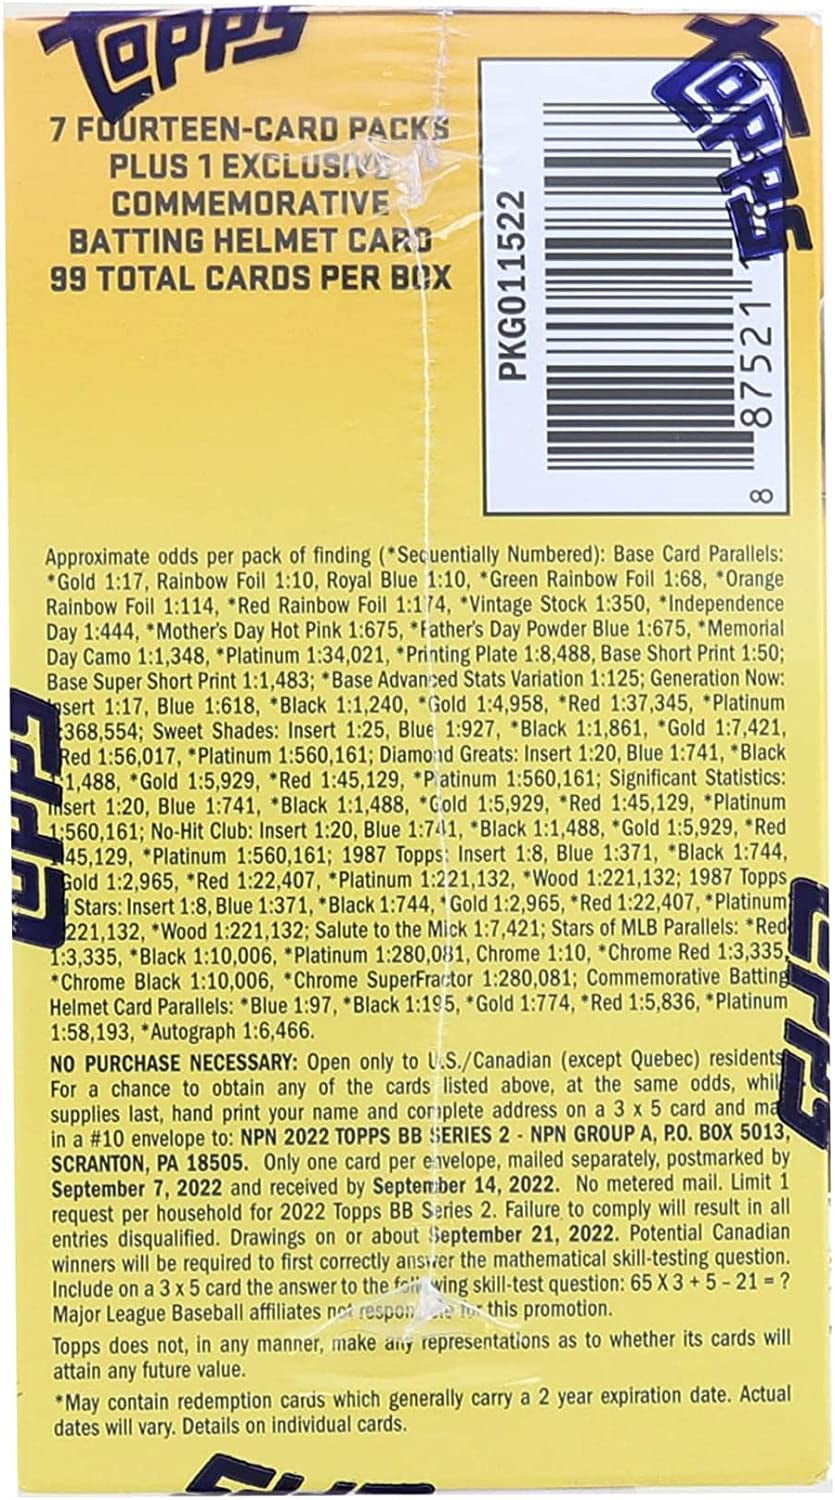 TOPPS
TOPPS
7 FOURTEEN-CARD PACKS
PLUS 1 EXCLUSIVE
COMMEMORATIVE
BATTING HELMET CARD
99 TOTAL CARDS PER BOX
PKG011522
8 87521 1
Approximate odds per pack of finding (*Sequentially Numbered): Base Card Parallels:
*Gold 1:17, Rainbow Foil 1:10, Royal Blue 1:10, *Green Rainbow Foil 1:68, *Orange
Rainbow Foil 1:114, *Red Rainbow Foil 1:174, *Vintage Stock 1:350, *Independence
Day 1:444, *Mother's Day Hot Pink 1:675, *Father's Day Powder Blue 1:675, *Memorial
Day Camo 1:1,348, *Platinum 1:34,021, *Printing Plate 1:8,488, Base Short Print 1:50;
Base Super Short Print 1:1,483; *Base Advanced Stats Variation 1:125; Generation Now:
Insert 1:17, Blue 1:618, *Black 1:1,240, *Gold 1:4,958, *Red 1:37,345, *Platinum
:368,554; Sweet Shades: Insert 1:25, Blue 1:927, *Black 1:1,861, *Gold 1:7,421,
Red 1:56,017, *Platinum 1:560,161; Diamond Greats: Insert 1:20, Blue 1:741, *Black
1:1,488, *Gold 1:5,929, *Red 1:45,129, *Platinum 1:560,161; Significant Statistics:
Insert 1:20, Blue 1:741, *Black 1:1,488, *Gold 1:5,929, *Red 1:45,129, *Platinum
1:560,161; No-Hit Club: Insert 1:20, Blue 1:741, *Black 1:1,488, *Gold 1:5,929, *Red
1:45,129, *Platinum 1:560,161; 1987 Topps: Insert 1:8, Blue 1:371, *Black 1:744,
Gold 1:2,965, *Red 1:22,407, *Platinum 1:221,132, *Wood 1:221,132; 1987 Topps
Stars: Insert 1:8, Blue 1:371, *Black 1:744, *Gold 1:2,965, *Red 1:22,407, *Platinum
221,132, *Wood 1:221,132; Salute to the Mick 1:7,421; Stars of MLB Parallels: *Red
1:3,335, *Black 1:10,006, *Platinum 1:280,081, Chrome 1:10, *Chrome Red 1:3,335,
*Chrome Black 1:10,006, *Chrome SuperFractor 1:280,081; Commemorative Batting
Helmet Card Parallels: *Blue 1:97, *Black 1:195, *Gold 1:774, *Red 1:5,836, *Platinum
1:58,193, *Autograph 1:6,466.
TOPPS
NO PURCHASE NECESSARY: Open only to U.S./Canadian (except Quebec) residents
For a chance to obtain any of the cards listed above, at the same odds, while
supplies last, hand print your name and complete address on a 3 x 5 card and ma
in a #10 envelope to: NPN 2022 TOPPS BB SERIES 2 - NPN GROUP A, P.O. BOX 5013,
SCRANTON, PA 18505. Only one card per envelope, mailed separately, postmarked by
September 7, 2022 and received by September 14, 2022. No metered mail. Limit 1
request per household for 2022 Topps BB Series 2. Failure to comply will result in all
entries disqualified. Drawings on or about September 21, 2022. Potential Canadian
winners will be required to first correctly answer the mathematical skill-testing question.
Include on a 3 x 5 card the answer to the following skill-test question: 65 X 3 + 5 – 21 = ?
Major League Baseball affiliates not responsible for this promotion.
Topps does not, in any manner, make any representations as to whether its cards will
attain any future value.
*May contain redemption cards which generally carry a 2 year expiration date. Actual
dates will vary. Details on individual cards.